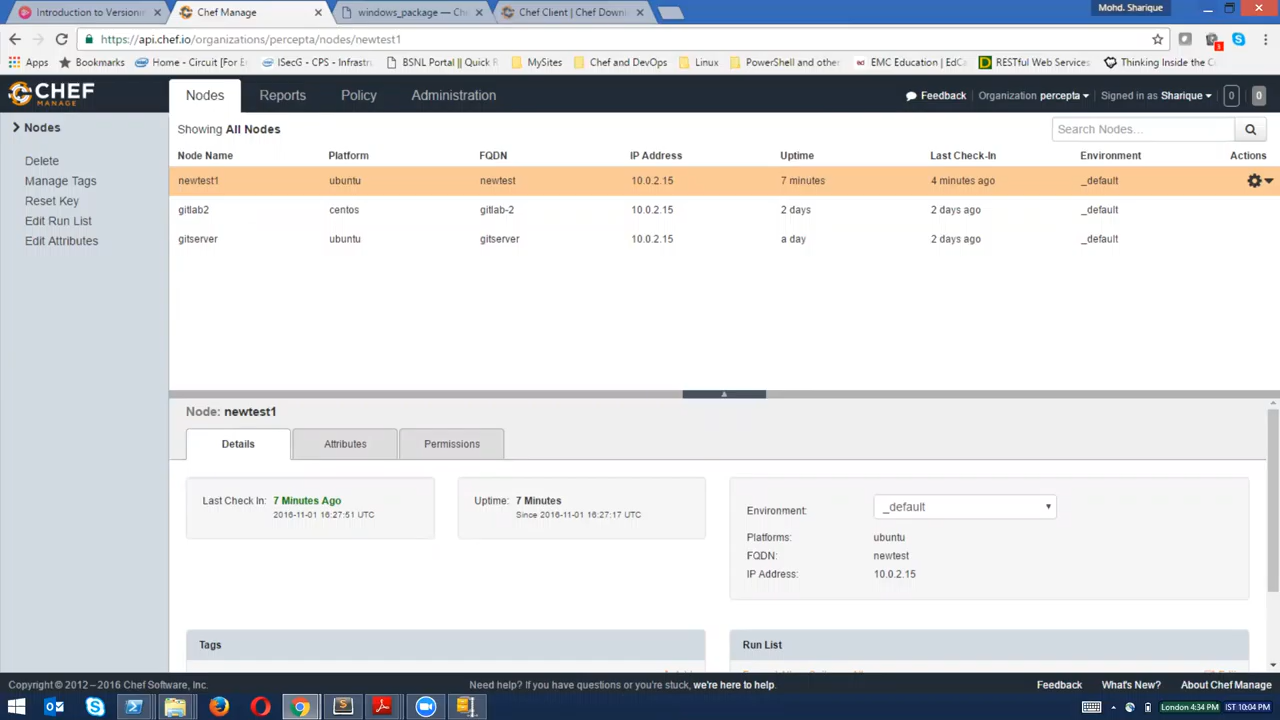 Introduction to Version
Chef Manage
windows_package — Ch
Chef Client | Chef Down
Mohd. Sharique
https://api.chef.io/organizations/percepta/nodes/newtest1
Apps
Bookmarks
Home - Circuit [For E
ISecG - CPS - Infrastr
BSNL Portal || Quick R
MySites
Chef and DevOps
Linux
PowerShell and other
EMC Education | EdC
RESTful Web Services
Thinking Inside the C
CHEF
MANAGE
Nodes
Reports
Policy
Administration
Feedback
Organization percepta
Signed in as Sharique
0
0
Nodes
Delete
Manage Tags
Reset Key
Edit Run List
Edit Attributes
Showing All Nodes
Search Nodes...
Node Name Platform FQDN IP Address Uptime Last Check-In Environment Actions
newtest1 ubuntu newtest 10.0.2.15 7 minutes 4 minutes ago _default
gitlab2 centos gitlab-2 10.0.2.15 2 days 2 days ago _default
gitserver ubuntu gitserver 10.0.2.15 a day 2 days ago _default
Node: newtest1
Details
Attributes
Permissions
Last Check In: 7 Minutes Ago
2016-11-01 16:27:51 UTC
Uptime: 7 Minutes
Since 2016-11-01 16:27:17 UTC
Environment: _default
Platforms: ubuntu
FQDN: newtest
IP Address: 10.0.2.15
Tags
Run List
Copyright © 2012 – 2016 Chef Software, Inc.
Need help? If you have questions or you're stuck, we're here to help.
Feedback
What's New?
About Chef Manage
London 4:34 PM
IST 10:04 PM